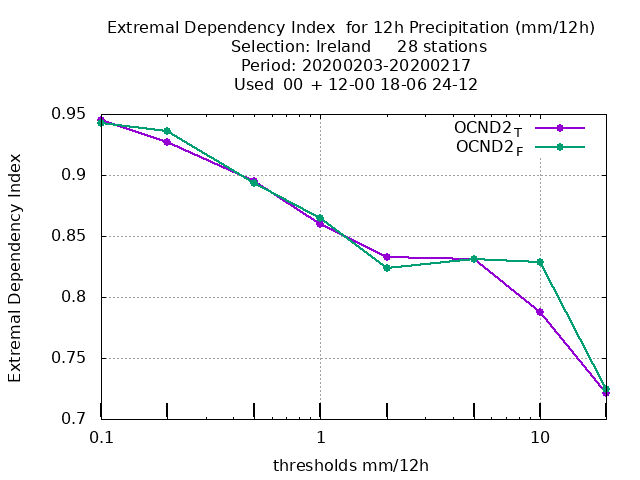 Extremal Dependency Index  for 12h Precipitation (mm/12h)
Selection: Ireland     28 stations
Period: 20200203-20200217
Used  00  + 12-00 18-06 24-12
0.95
OCND2T
OCND2F
0.9
0.85
0.8
0.75
0.7
Extremal Dependency Index
0.1 1 10
thresholds mm/12h